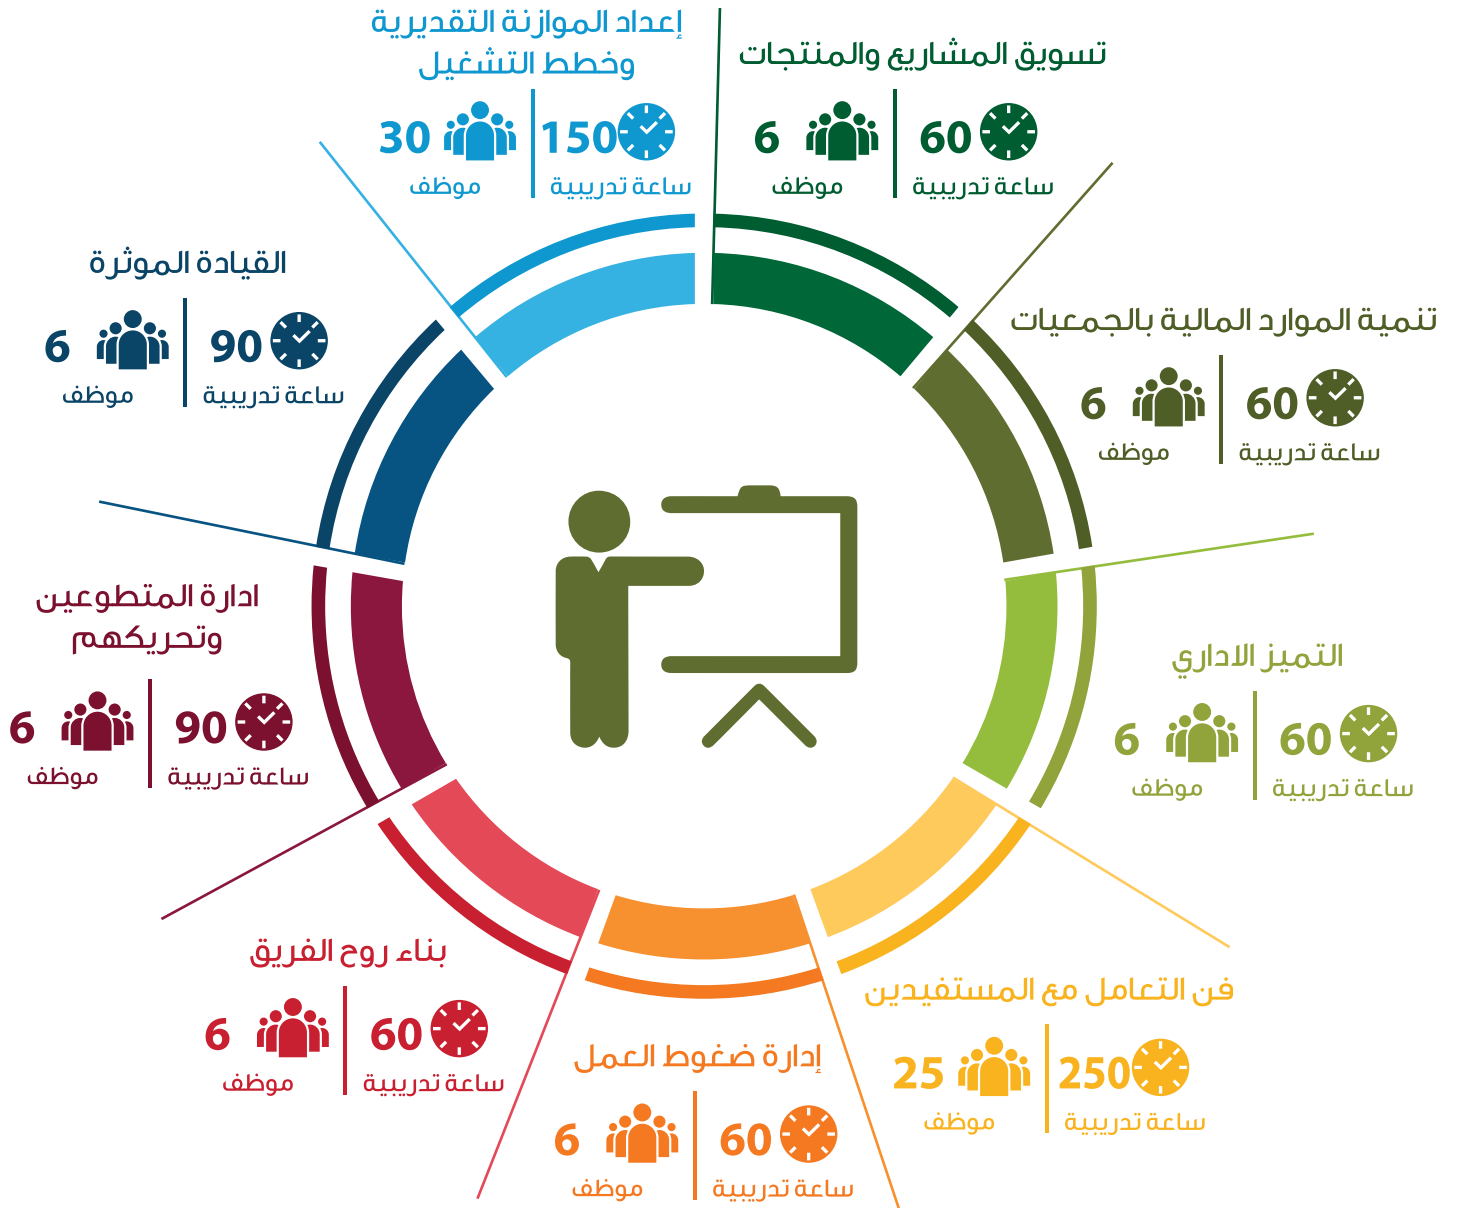 إعداد الموازنة التقديرية
وخطط التشغيل
150
ساعة تدريبية
30
موظف
تسويق المشاريع والمنتجات
60
ساعة تدريبية
6
موظف
تنمية الموارد المالية بالجمعيات
60
ساعة تدريبية
6
موظف
التميز الاداري
60
ساعة تدريبية
6
موظف
فن التعامل مع المستفيدين
250
ساعة تدريبية
25
موظف
إدارة ضغوط العمل
60
ساعة تدريبية
6
موظف
بناء روح الفريق
60
ساعة تدريبية
6
موظف
ادارة المتطوعين
وتحريكهم
90
ساعة تدريبية
6
موظف
القيادة الموثرة
90
ساعة تدريبية
6
موظف